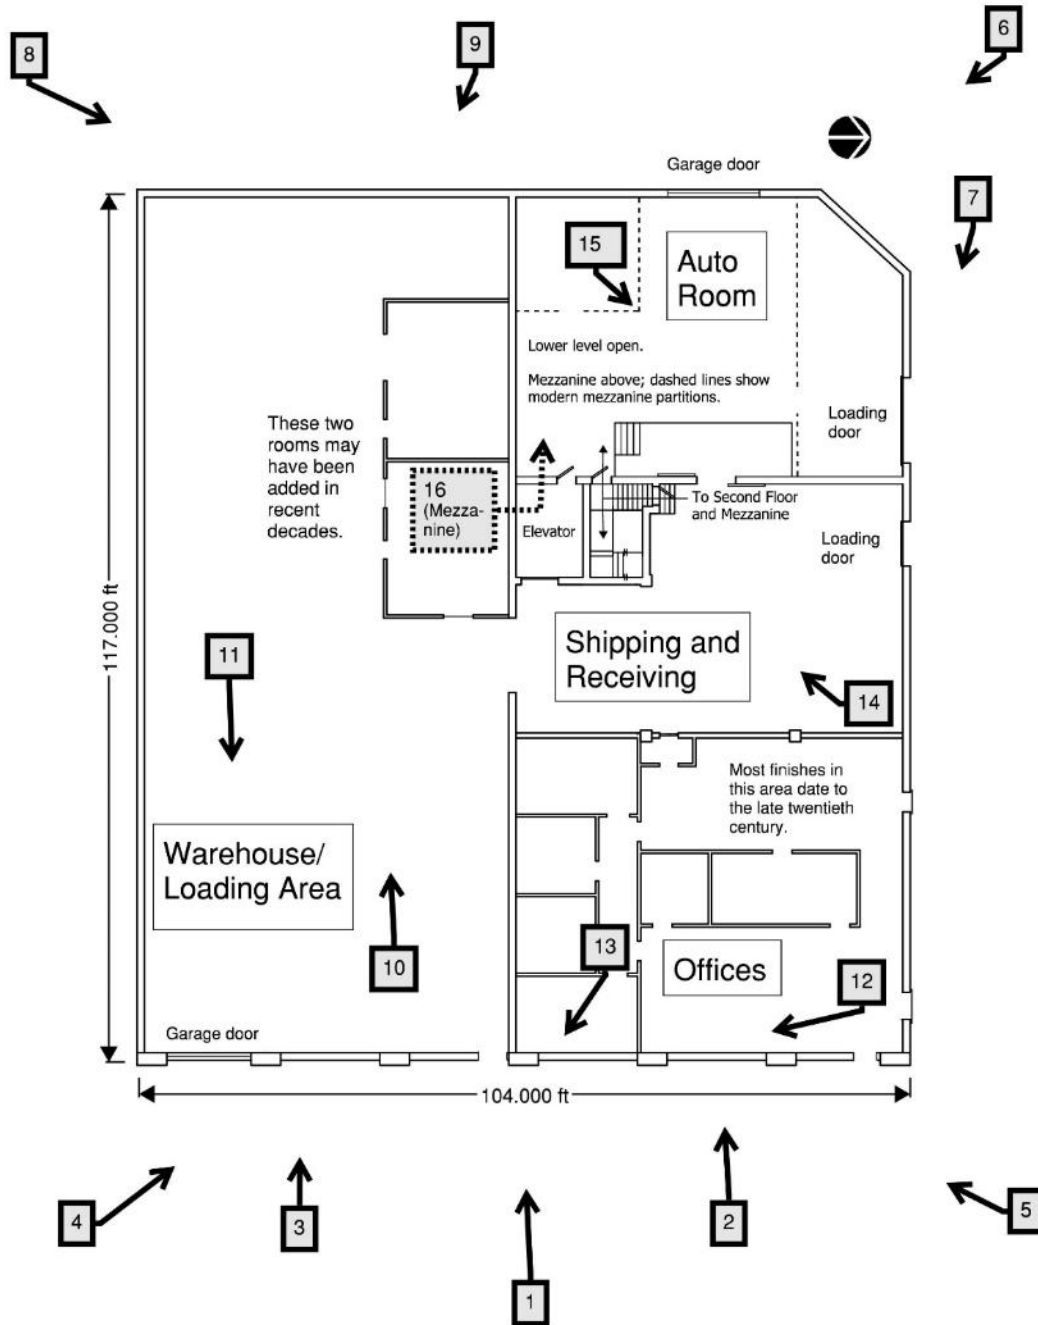 8
9
6
7
Garage door
15
Auto
Room
Lower level open.
Mezzanine above; dashed lines show
modern mezzanine partitions.
Loading
door
These two
rooms may
have been
added in
recent
decades.
16
(Mezza-
nine)
Elevator
To Second Floor
and Mezzanine
Loading
door
117.000 ft
11
Shipping and
Receiving
14
Most finishes in
this area date to
the late twentieth
century.
Warehouse/
Loading Area
10
13
Offices
12
Garage door
104.000 ft
4
3
1
2
5